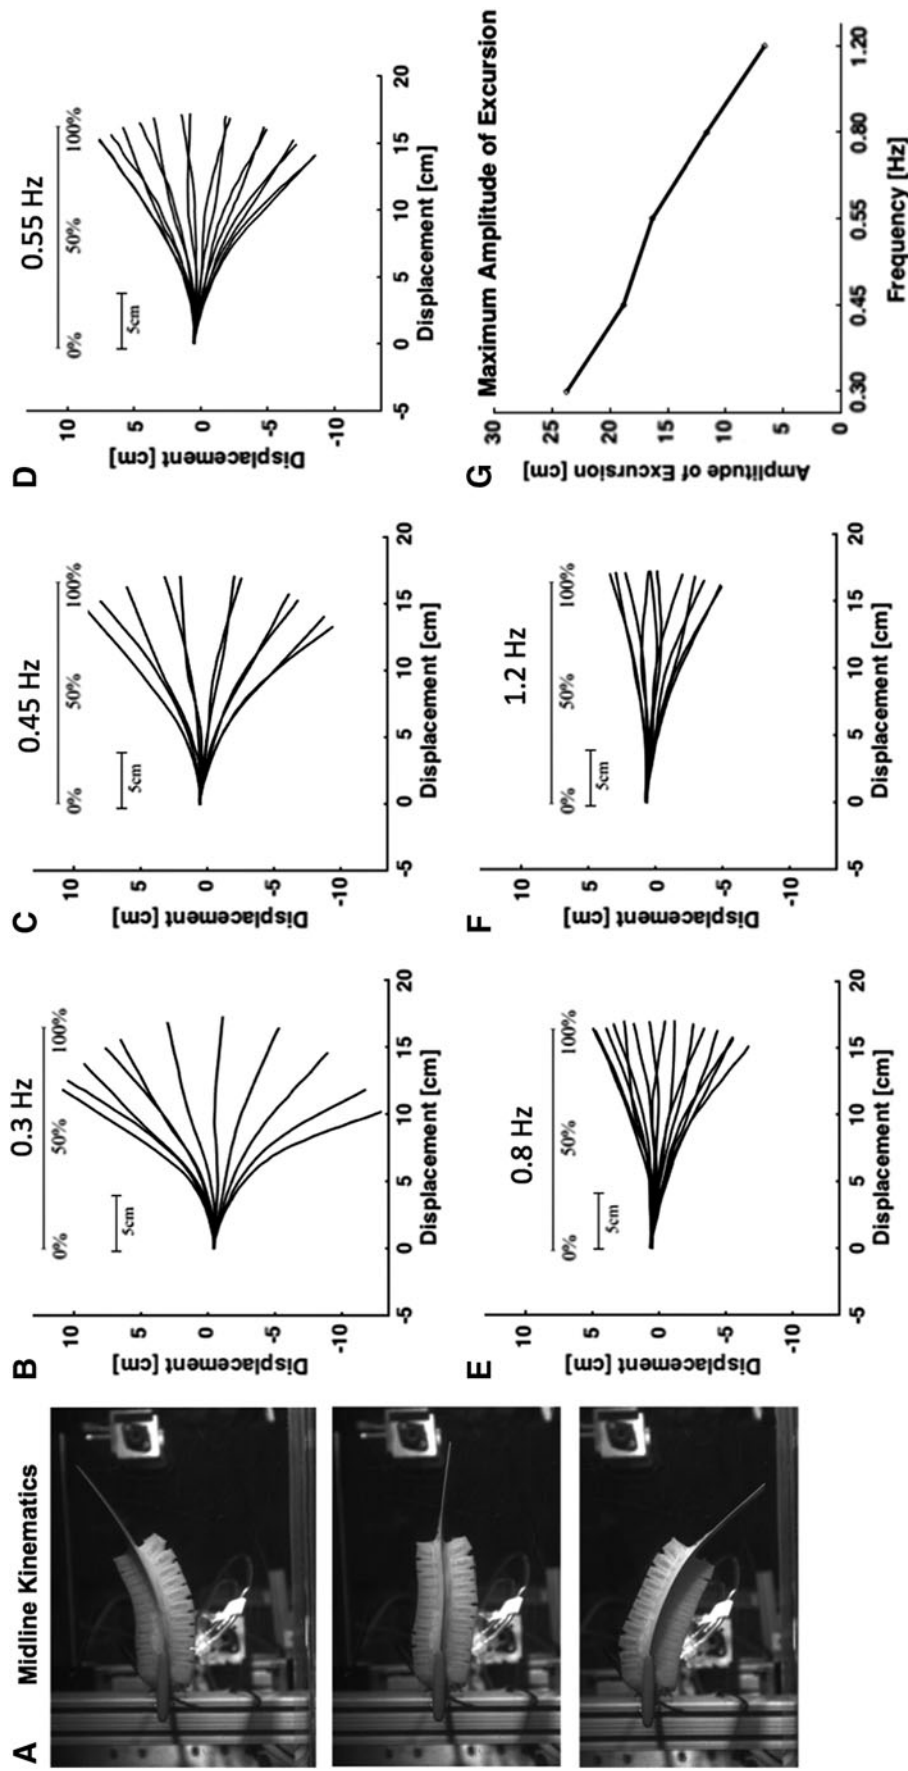 A
Midline Kinematics
B
0.3 Hz
0% 50% 100%
5cm
10
5
0
-5
-10
Displacement [cm]
-5 0 5 10 15 20
Displacement [cm]
C
0.45 Hz
0% 50% 100%
5cm
10
5
0
-5
-10
Displacement [cm]
-5 0 5 10 15 20
Displacement [cm]
D
0.55 Hz
0% 50% 100%
5cm
10
5
0
-5
-10
Displacement [cm]
-5 0 5 10 15 20
Displacement [cm]
E
0.8 Hz
0% 50% 100%
5cm
10
5
0
-5
-10
Displacement [cm]
-5 0 5 10 15 20
Displacement [cm]
F
1.2 Hz
0% 50% 100%
5cm
10
5
0
-5
-10
Displacement [cm]
-5 0 5 10 15 20
Displacement [cm]
G
Maximum Amplitude of Excursion
30
25
20
15
10
5
0
Amplitude of Excursion [cm]
0.30 0.45 0.55 0.80 1.20
Frequency [Hz]